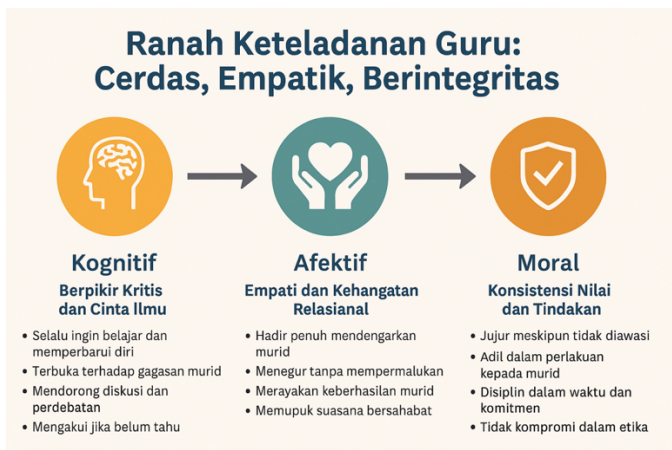 Ranah Keteladanan Guru:
Cerdas, Empatik, Berintegritas
Kognitif
Berpikir Kritis
dan Cinta Ilmu
• Selalu ingin belajar dan
memperbarui diri
• Terbuka terhadap gagasan murid
• Mendorong diskusi dan
perdebatan
• Mengakui jika belum tahu
Afektif
Empati dan Kehangatan
Relasianal
• Hadir penuh mendengarkan
murid
• Menegur tanpa mempermalukan
• Merayakan keberhasilan murid
• Memupuk suasana bersahabat
Moral
Konsistensi Nilai
dan Tindakan
• Jujur meskipun tidak diawasi
• Adil dalam perlakuan
kepada murid
• Disiplin dalam waktu dan
komitmen
• Tidak kompromi dalam etika